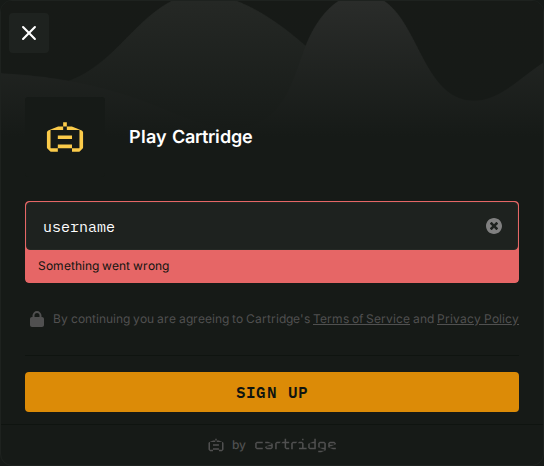 Play Cartridge
username
Something went wrong
By continuing you are agreeing to Cartridge's Terms of Service and Privacy Policy
SIGN UP
by cartridge